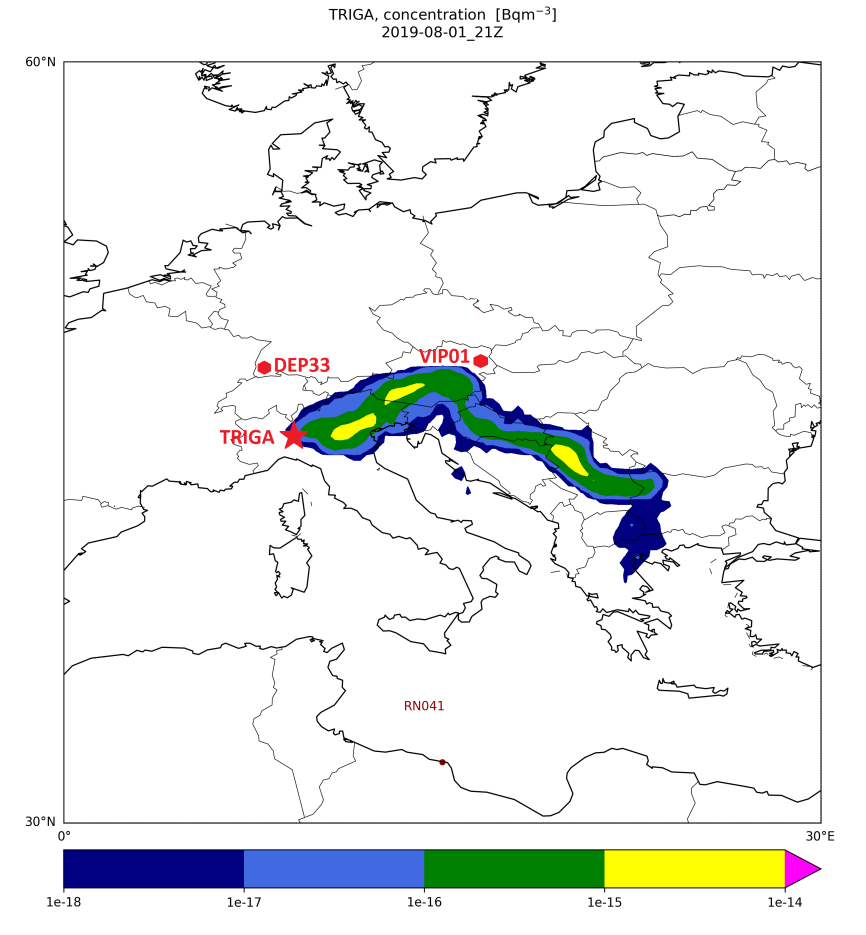 TRIGA, concentration [Bqm⁻³]
2019-08-01_21Z
60°N
VIP01
DEP33
TRIGA
RN041
30°N
0° 30°E
1e-18 1e-17 1e-16 1e-15 1e-14